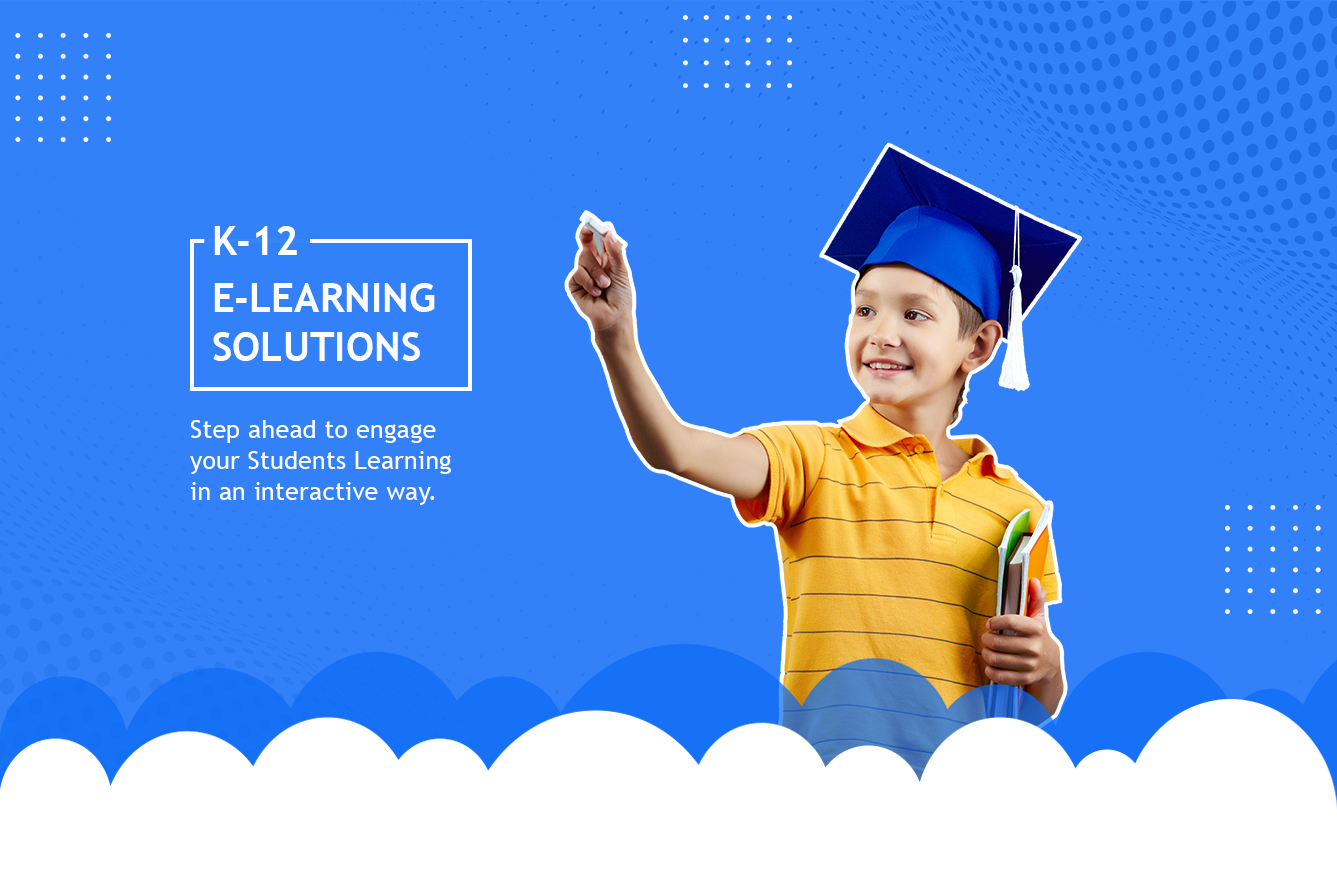 K-12
E-LEARNING
SOLUTIONS
Step ahead to engage
your Students Learning
in an interactive way.